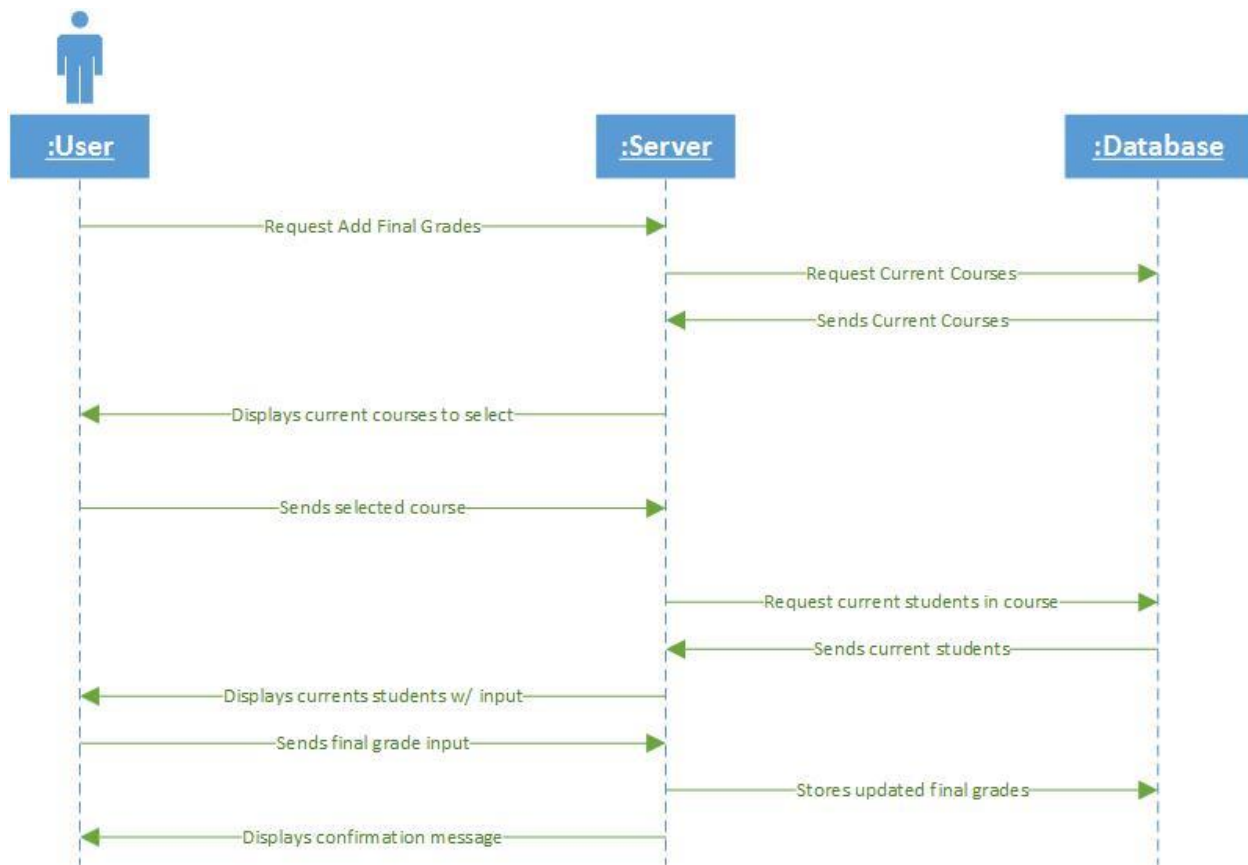 :User
:Server
:Database
Request Add Final Grades
Request Current Courses
Sends Current Courses
Displays current courses to select
Sends selected course
Request current students in course
Sends current students
Displays currents students w/ input
Sends final grade input
Stores updated final grades
Displays confirmation message